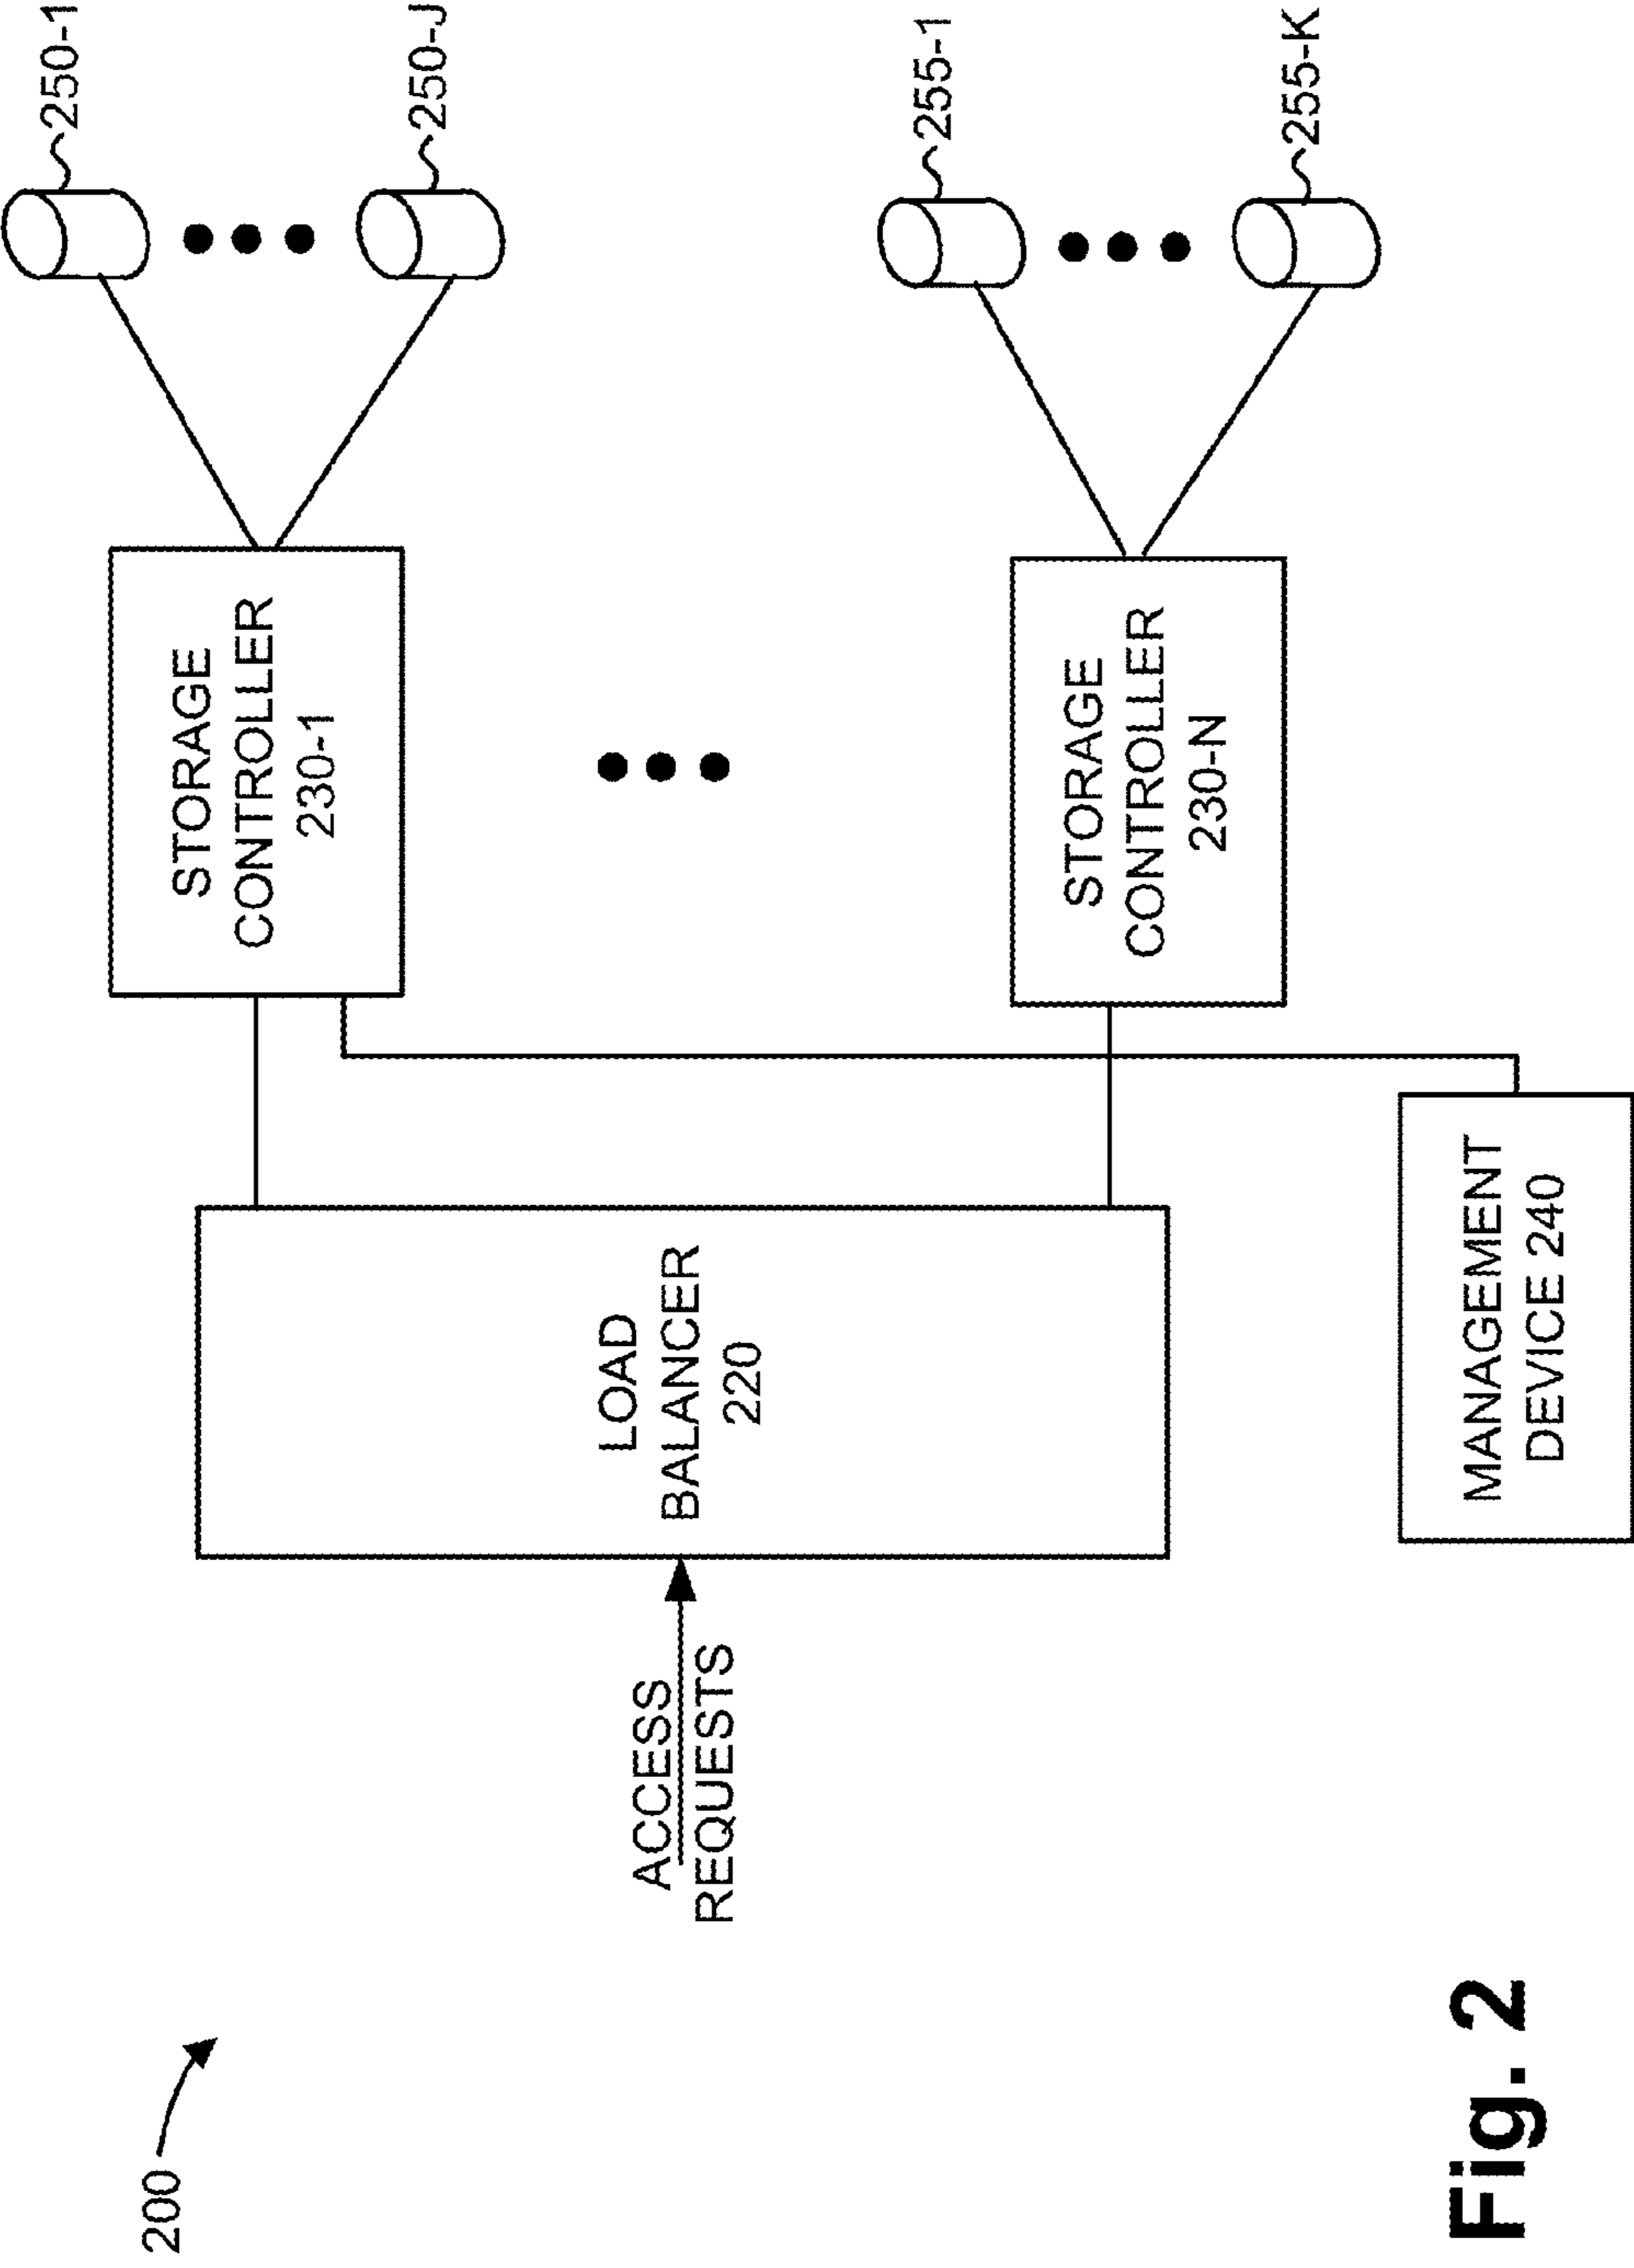 200
ACCESS
REQUESTS
LOAD
BALANCER
220
MANAGEMENT
DEVICE 240
STORAGE
CONTROLLER
230-1
STORAGE
CONTROLLER
230-N
250-1
250-J
255-1
255-K
Fig. 2